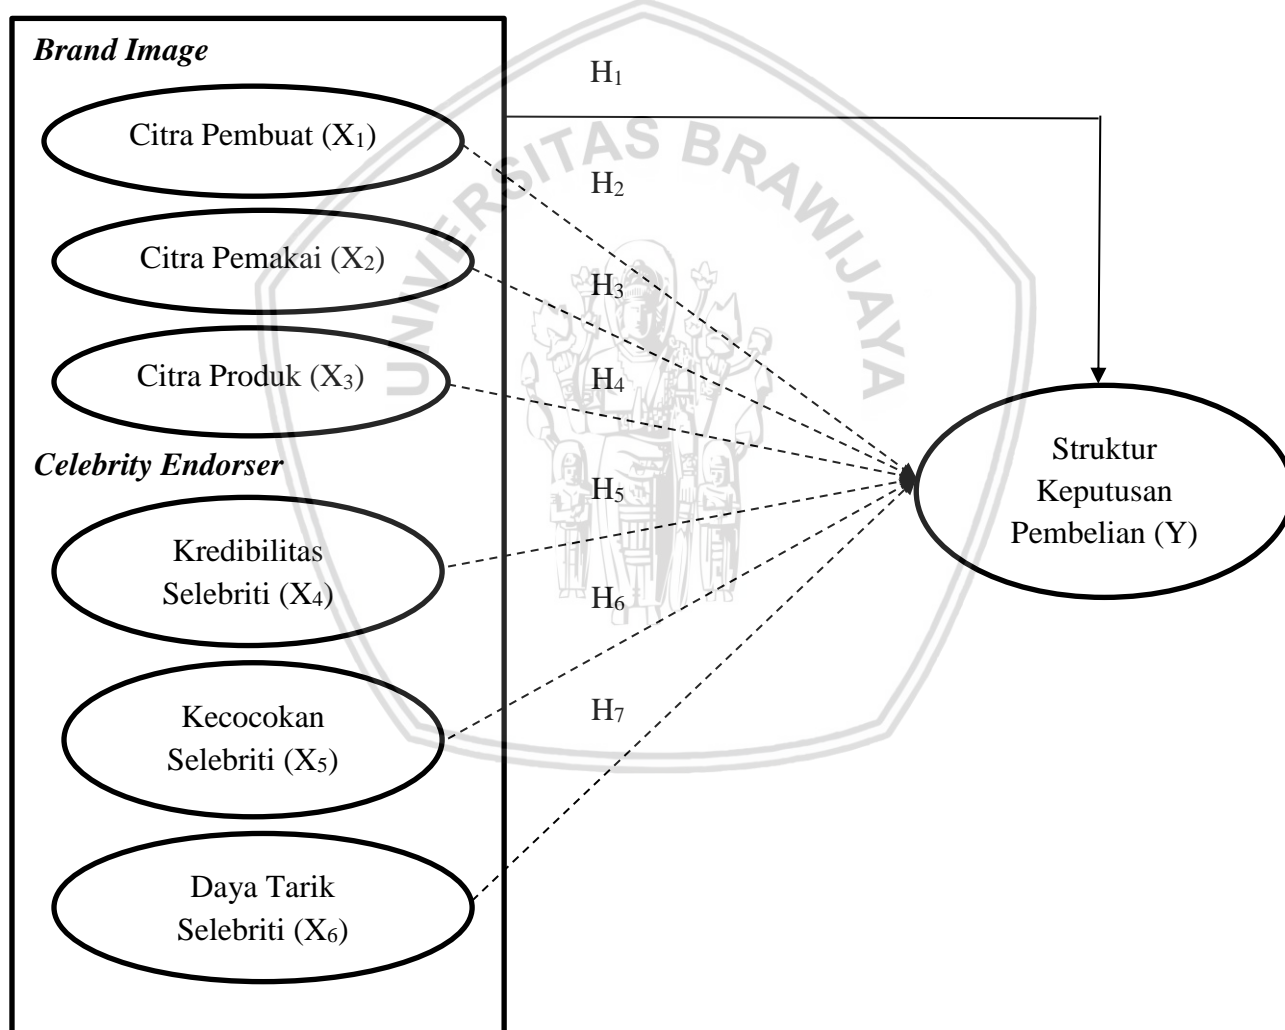 Brand Image
Citra Pembuat (X₁)
Citra Pemakai (X₂)
Citra Produk (X₃)
Celebrity Endorser
Kredibilitas
Selebriti (X₄)
Kecocokan
Selebriti (X₅)
Daya Tarik
Selebriti (X₆)
H₁
H₂
H₃
H₄
H₅
H₆
H₇
Struktur
Keputusan
Pembelian (Y)
UNIVERSITAS BRAWIJAYA